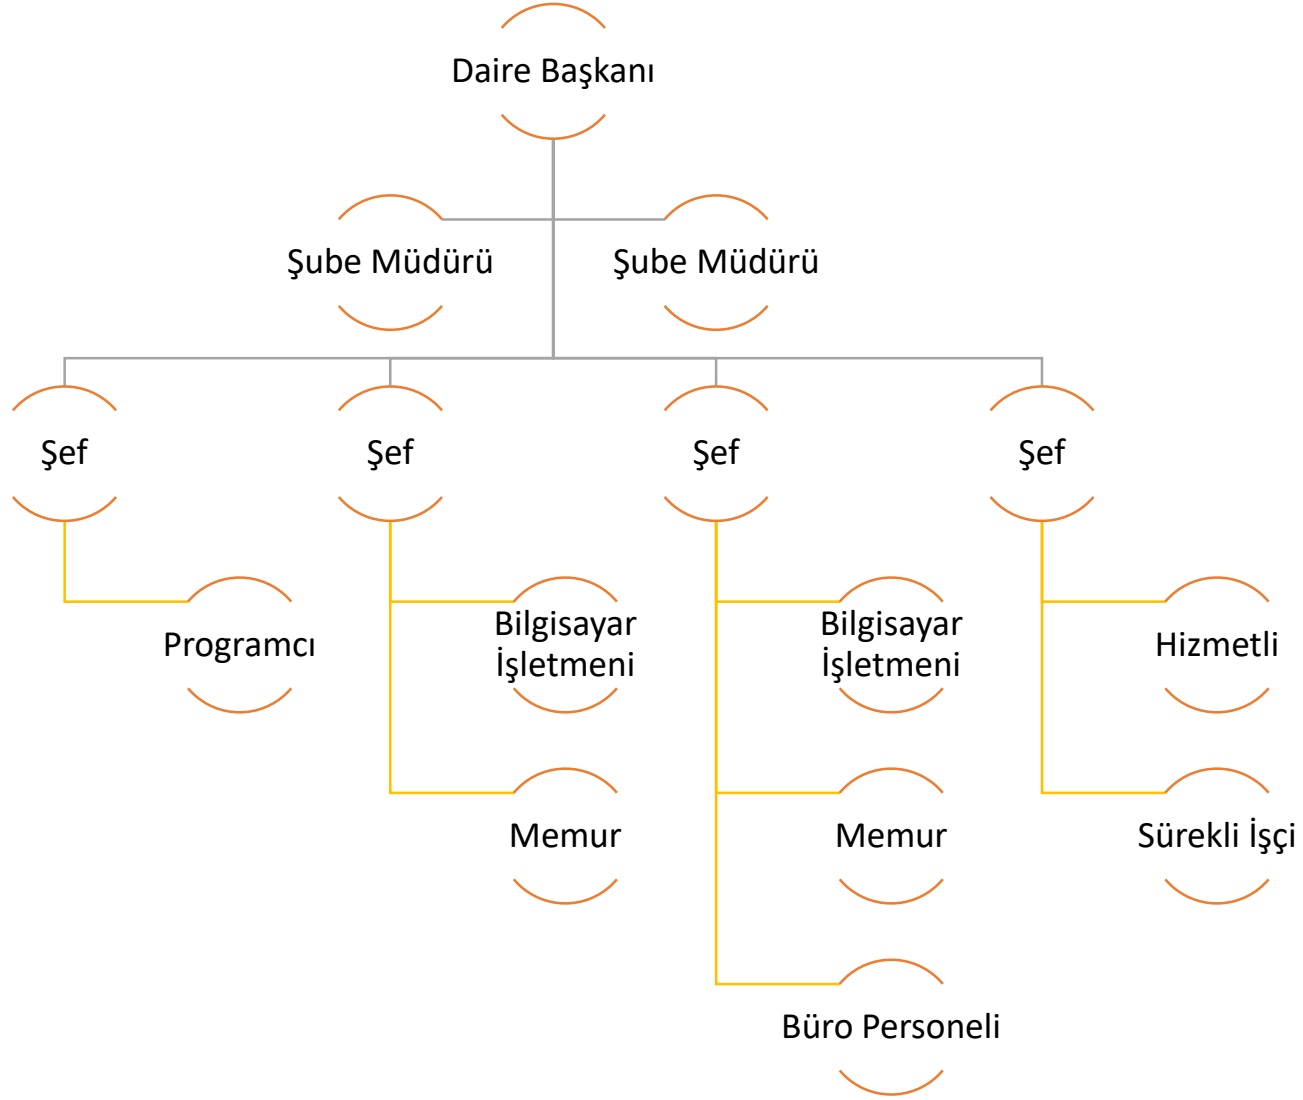 Daire Başkanı
Şube Müdürü
Şube Müdürü
Şef
Şef
Şef
Şef
Programcı
Bilgisayar
İşletmeni
Bilgisayar
İşletmeni
Hizmetli
Memur
Memur
Sürekli İşçi
Büro Personeli